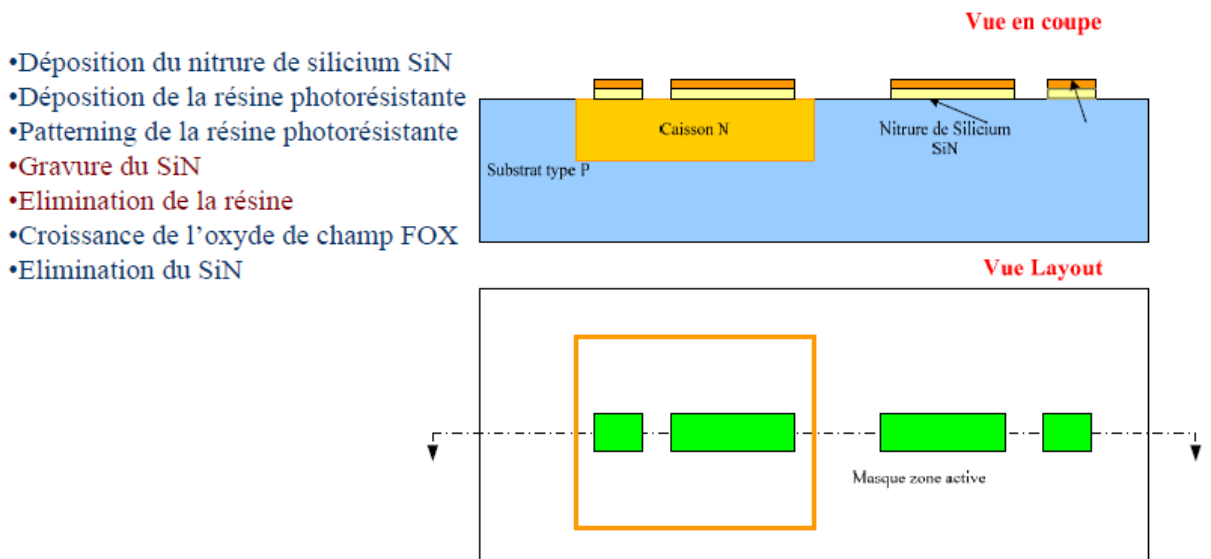 Vue en coupe
•Déposition du nitrure de silicium SiN
•Déposition de la résine photorésistante
•Patterning de la résine photorésistante
•Gravure du SiN
•Elimination de la résine
•Croissance de l'oxyde de champ FOX
•Elimination du SiN
Caisson N
Nitrure de Silicium
SiN
Substrat type P
Vue Layout
Masque zone active